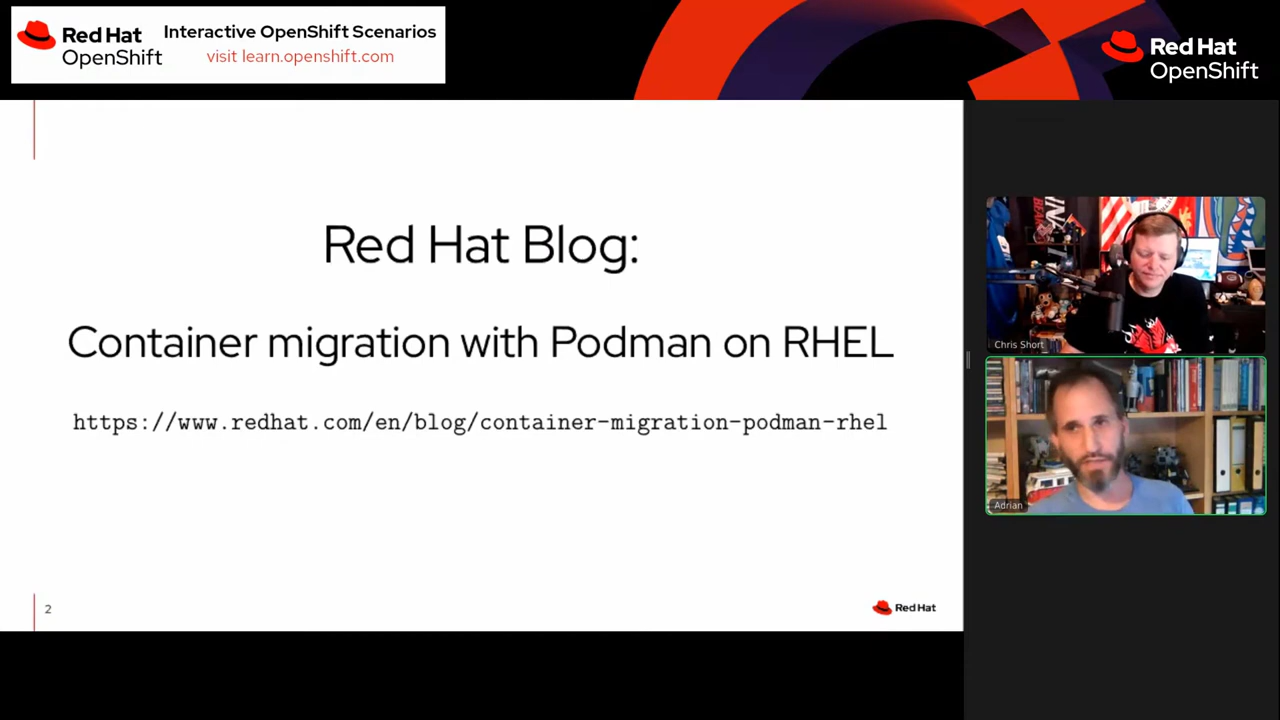 Red Hat
OpenShift
Interactive OpenShift Scenarios
visit learn.openshift.com
Red Hat
OpenShift
Red Hat Blog:
Container migration with Podman on RHEL
https://www.redhat.com/en/blog/container-migration-podman-rhel
2
Red Hat
Chris Short
Adrian